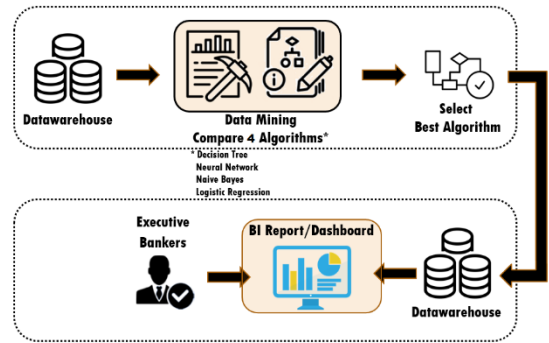 Datawarehouse
Data Mining
Compare 4 Algorithms*
* Decision Tree
Neural Network
Naive Bayes
Logistic Regression
Select
Best Algorithm
Executive
Bankers
BI Report/Dashboard
Datawarehouse